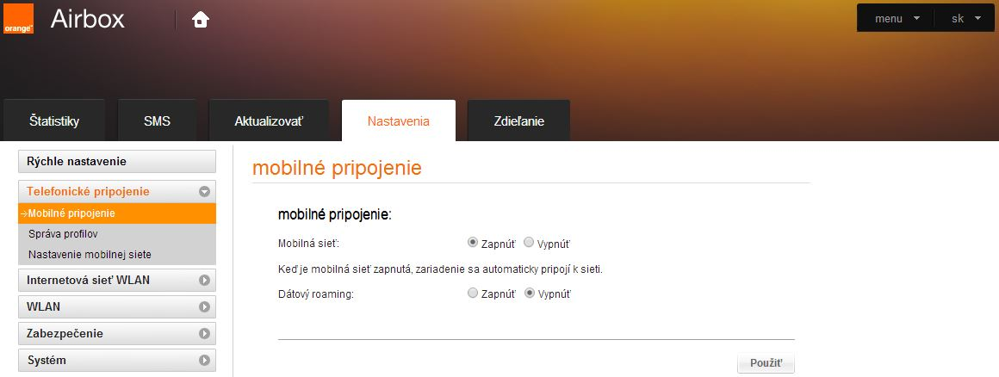 orange™
Airbox
menu
sk
Štatistiky
SMS
Aktualizovať
Nastavenia
Zdieľanie
Rýchle nastavenie
Telefonické pripojenie
Mobilné pripojenie
Správa profilov
Nastavenie mobilnej siete
Internetová sieť WLAN
WLAN
Zabezpečenie
Systém
mobilné pripojenie
mobilné pripojenie:
Mobilná sieť: Zapnúť Vypnúť
Keď je mobilná sieť zapnutá, zariadenie sa automaticky pripojí k sieti.
Dátový roaming: Zapnúť Vypnúť
Použiť